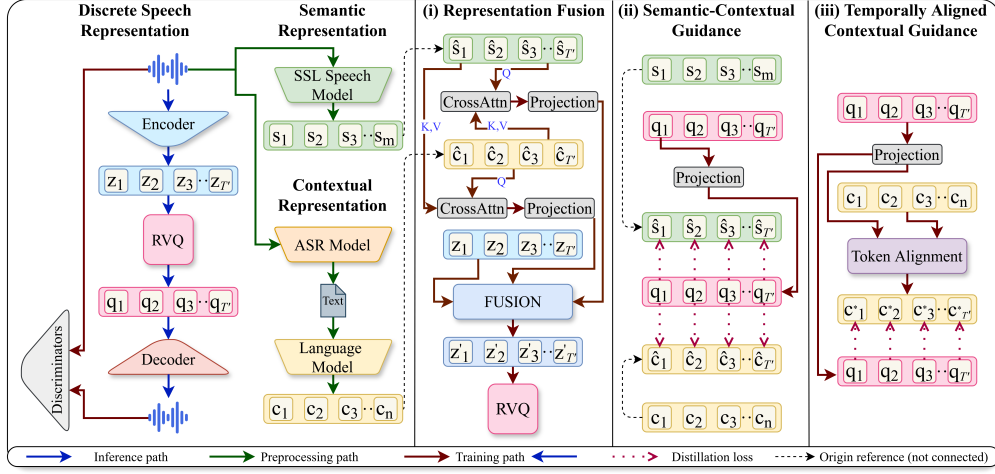 Discrete Speech
Representation
Encoder
z1 z2 z3 ·· zT'
RVQ
q1 q2 q3 ·· qT'
Decoder
Discriminators
Semantic
Representation
SSL Speech
Model
s1 s2 s3 ·· sm
Contextual
Representation
ASR Model
Text
Language
Model
c1 c2 c3 ·· cn
(i) Representation Fusion
ŝ1 ŝ2 ŝ3 ·· ŝT'
Q
CrossAttn
Projection
K,V
K,V
ĉ1 ĉ2 ĉ3 ĉT'
Q
CrossAttn
Projection
z1 z2 z3 ·· zT'
FUSION
z'1 z'2 z'3 ·· z'T'
RVQ
(ii) Semantic-Contextual
Guidance
s1 s2 s3 ·· sm
q1 q2 q3 ·· qT'
Projection
ŝ1 ŝ2 ŝ3 ·· ŝT'
q1 q2 q3 ·· qT'
ĉ1 ĉ2 ĉ3 ·· ĉT'
c1 c2 c3 ·· cn
(iii) Temporally Aligned
Contextual Guidance
q1 q2 q3 ·· qT'
Projection
c1 c2 c3 ·· cn
Token Alignment
c*1 c*2 c*3 ·· c*T'
q1 q2 q3 ·· qT'
Inference path
Preprocessing path
Training path
Distillation loss
Origin reference (not connected)